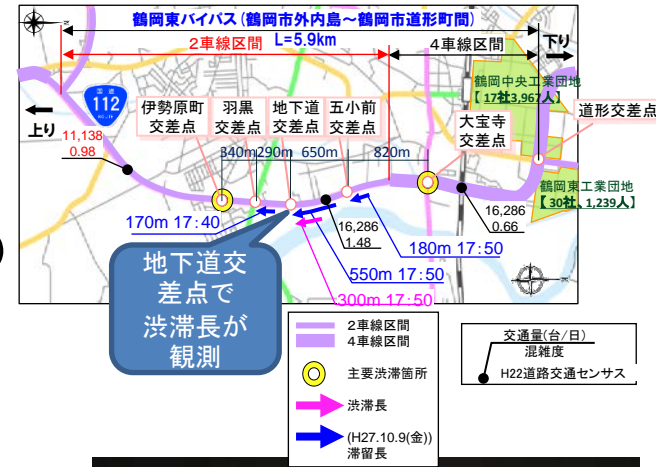 鶴岡東バイパス(鶴岡市外内島～鶴岡市道形町間)
L=5.9km
2車線区間
4車線区間
下り
上り
国道
112
鶴岡中央工業団地
【17社3,967人】
道形交差点
伊勢原町
交差点
羽黒
交差点
地下道
交差点
五小前
交差点
大宝寺
交差点
11,138
0.98
340m
290m
650m
820m
鶴岡東工業団地
【30社、1,239人】
170m 17:40
16,286
1.48
16,286
0.66
180m 17:50
550m 17:50
300m 17:50
地下道交
差点で
渋滞長が
観測
2車線区間
4車線区間
主要渋滞箇所
渋滞長
(H27.10.9(金))
滞留長
交通量(台/日)
混雑度
H22道路交通センサス